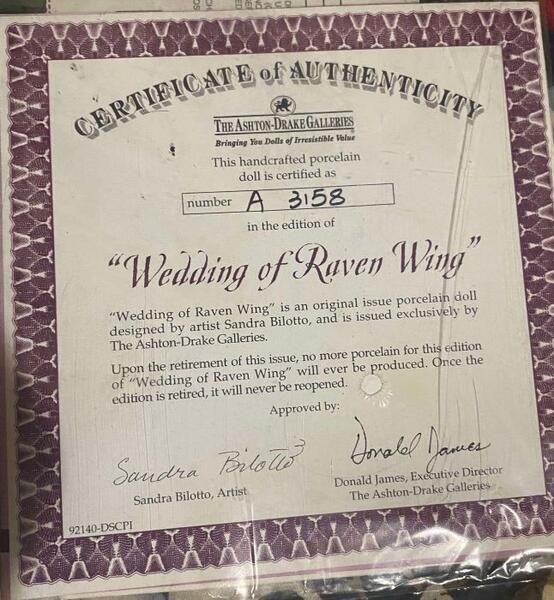 CERTIFICATE of AUTHENTICITY
THE ASHTON-DRAKE GALLERIES
Bringing You Dolls of Irresistible Value
This handcrafted porcelain
doll is certified as
number A 3158
in the edition of
"Wedding of Raven Wing"
"Wedding of Raven Wing" is an original issue porcelain doll
designed by artist Sandra Bilotto, and is issued exclusively by
The Ashton-Drake Galleries.
Upon the retirement of this issue, no more porcelain for this edition
of "Wedding of Raven Wing" will ever be produced. Once the
edition is retired, it will never be reopened.
Approved by:
Sandra Bilotto
Donald James
Sandra Bilotto, Artist
Donald James, Executive Director
The Ashton-Drake Galleries
92140-DSCPI